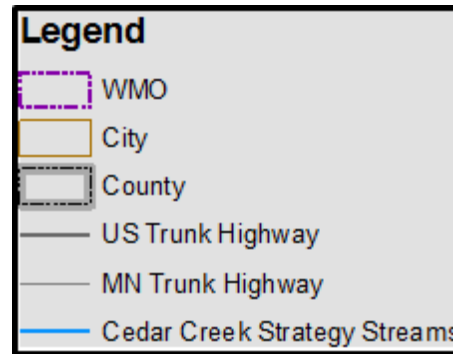 Legend
WMO
City
County
US Trunk Highway
MN Trunk Highway
Cedar Creek Strategy Streams